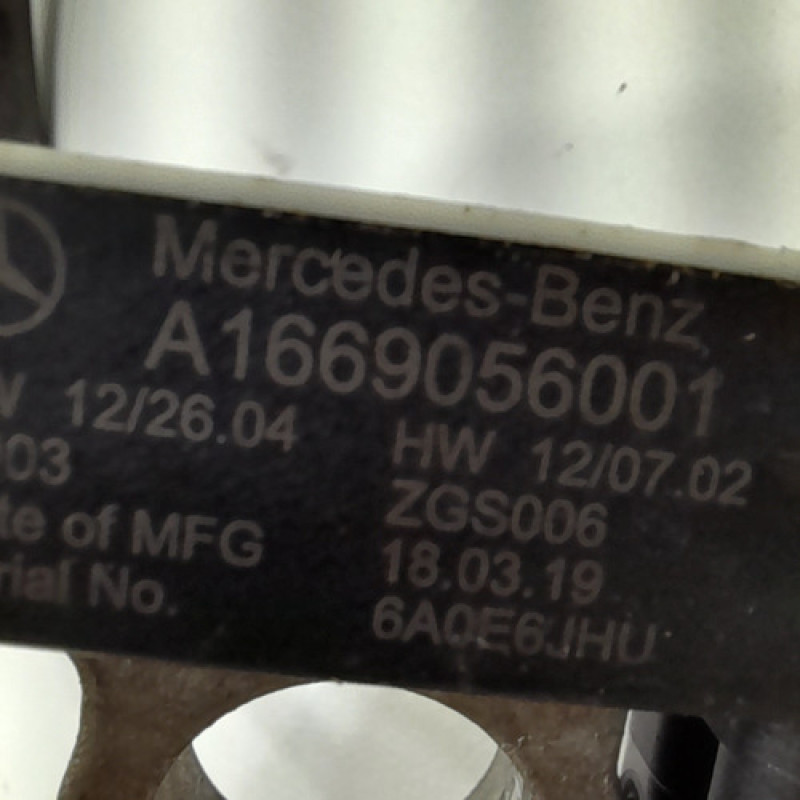 Mercedes-Benz
A1669056001
W 12/26.04 HW 12/07.02
003 ZGS006
te of MFG 18.03.19
rial No. 6A0E6JHU